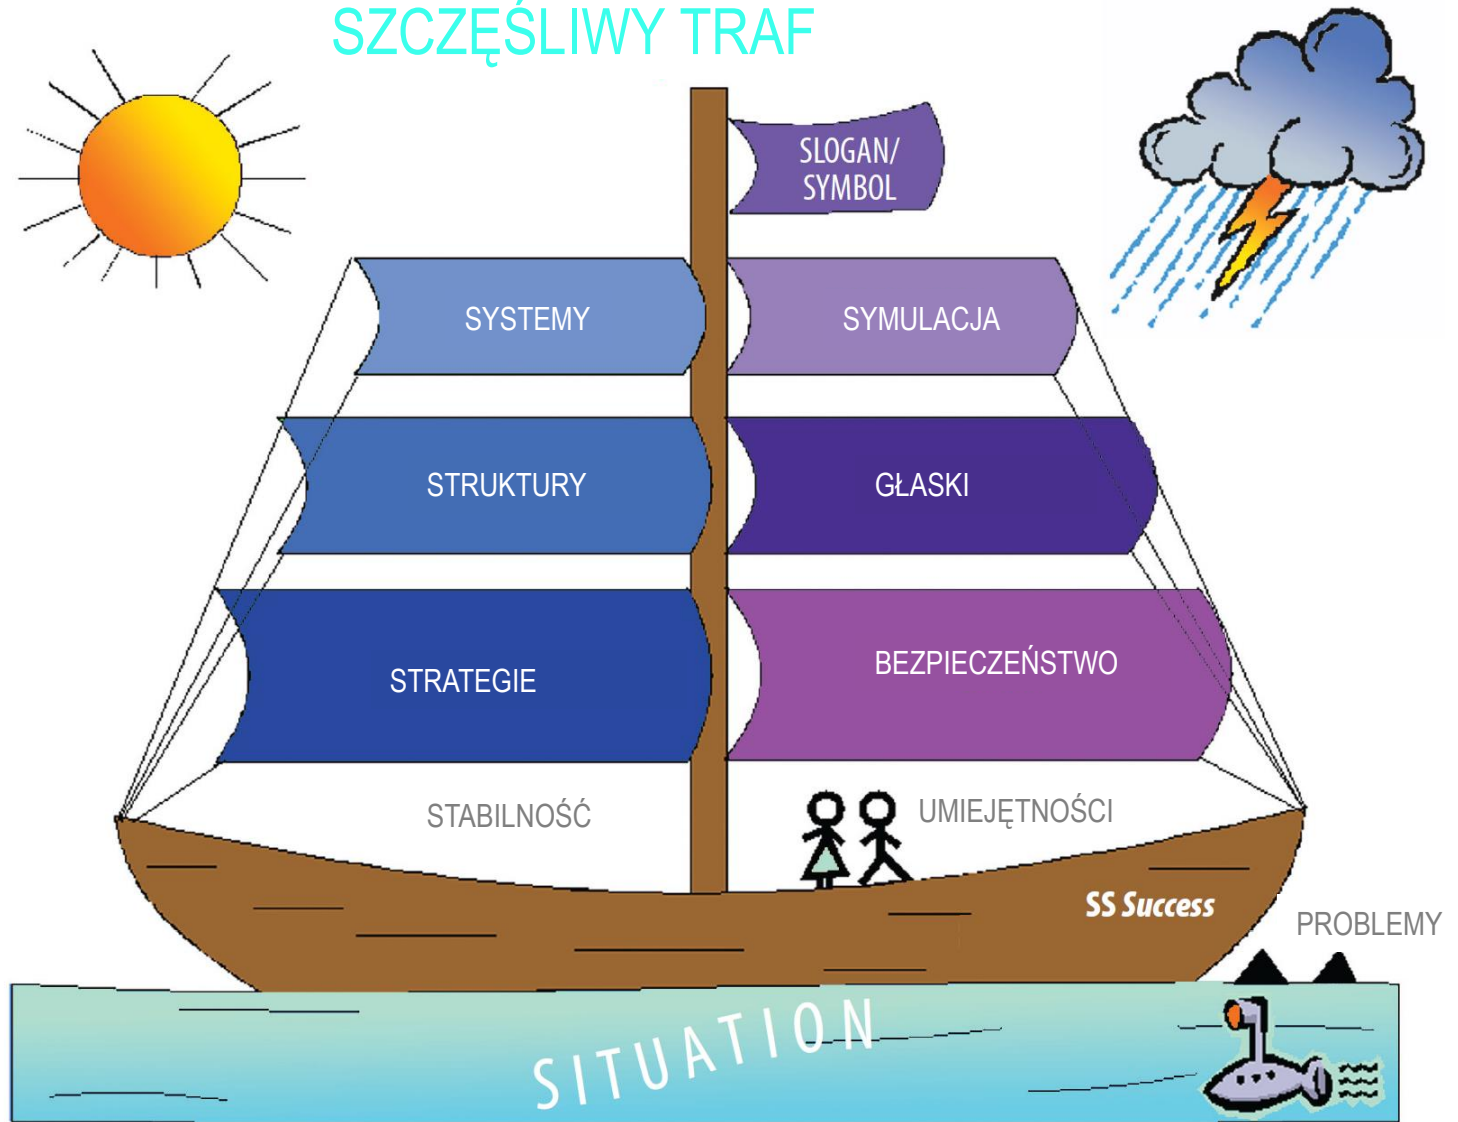 SZCZĘŚLIWY TRAF
SLOGAN/
SYMBOL
SYSTEMY
SYMULACJA
STRUKTURY
GŁASKI
STRATEGIE
BEZPIECZEŃSTWO
STABILNOŚĆ
UMIEJĘTNOŚCI
SS Success
PROBLEMY
SITUATION